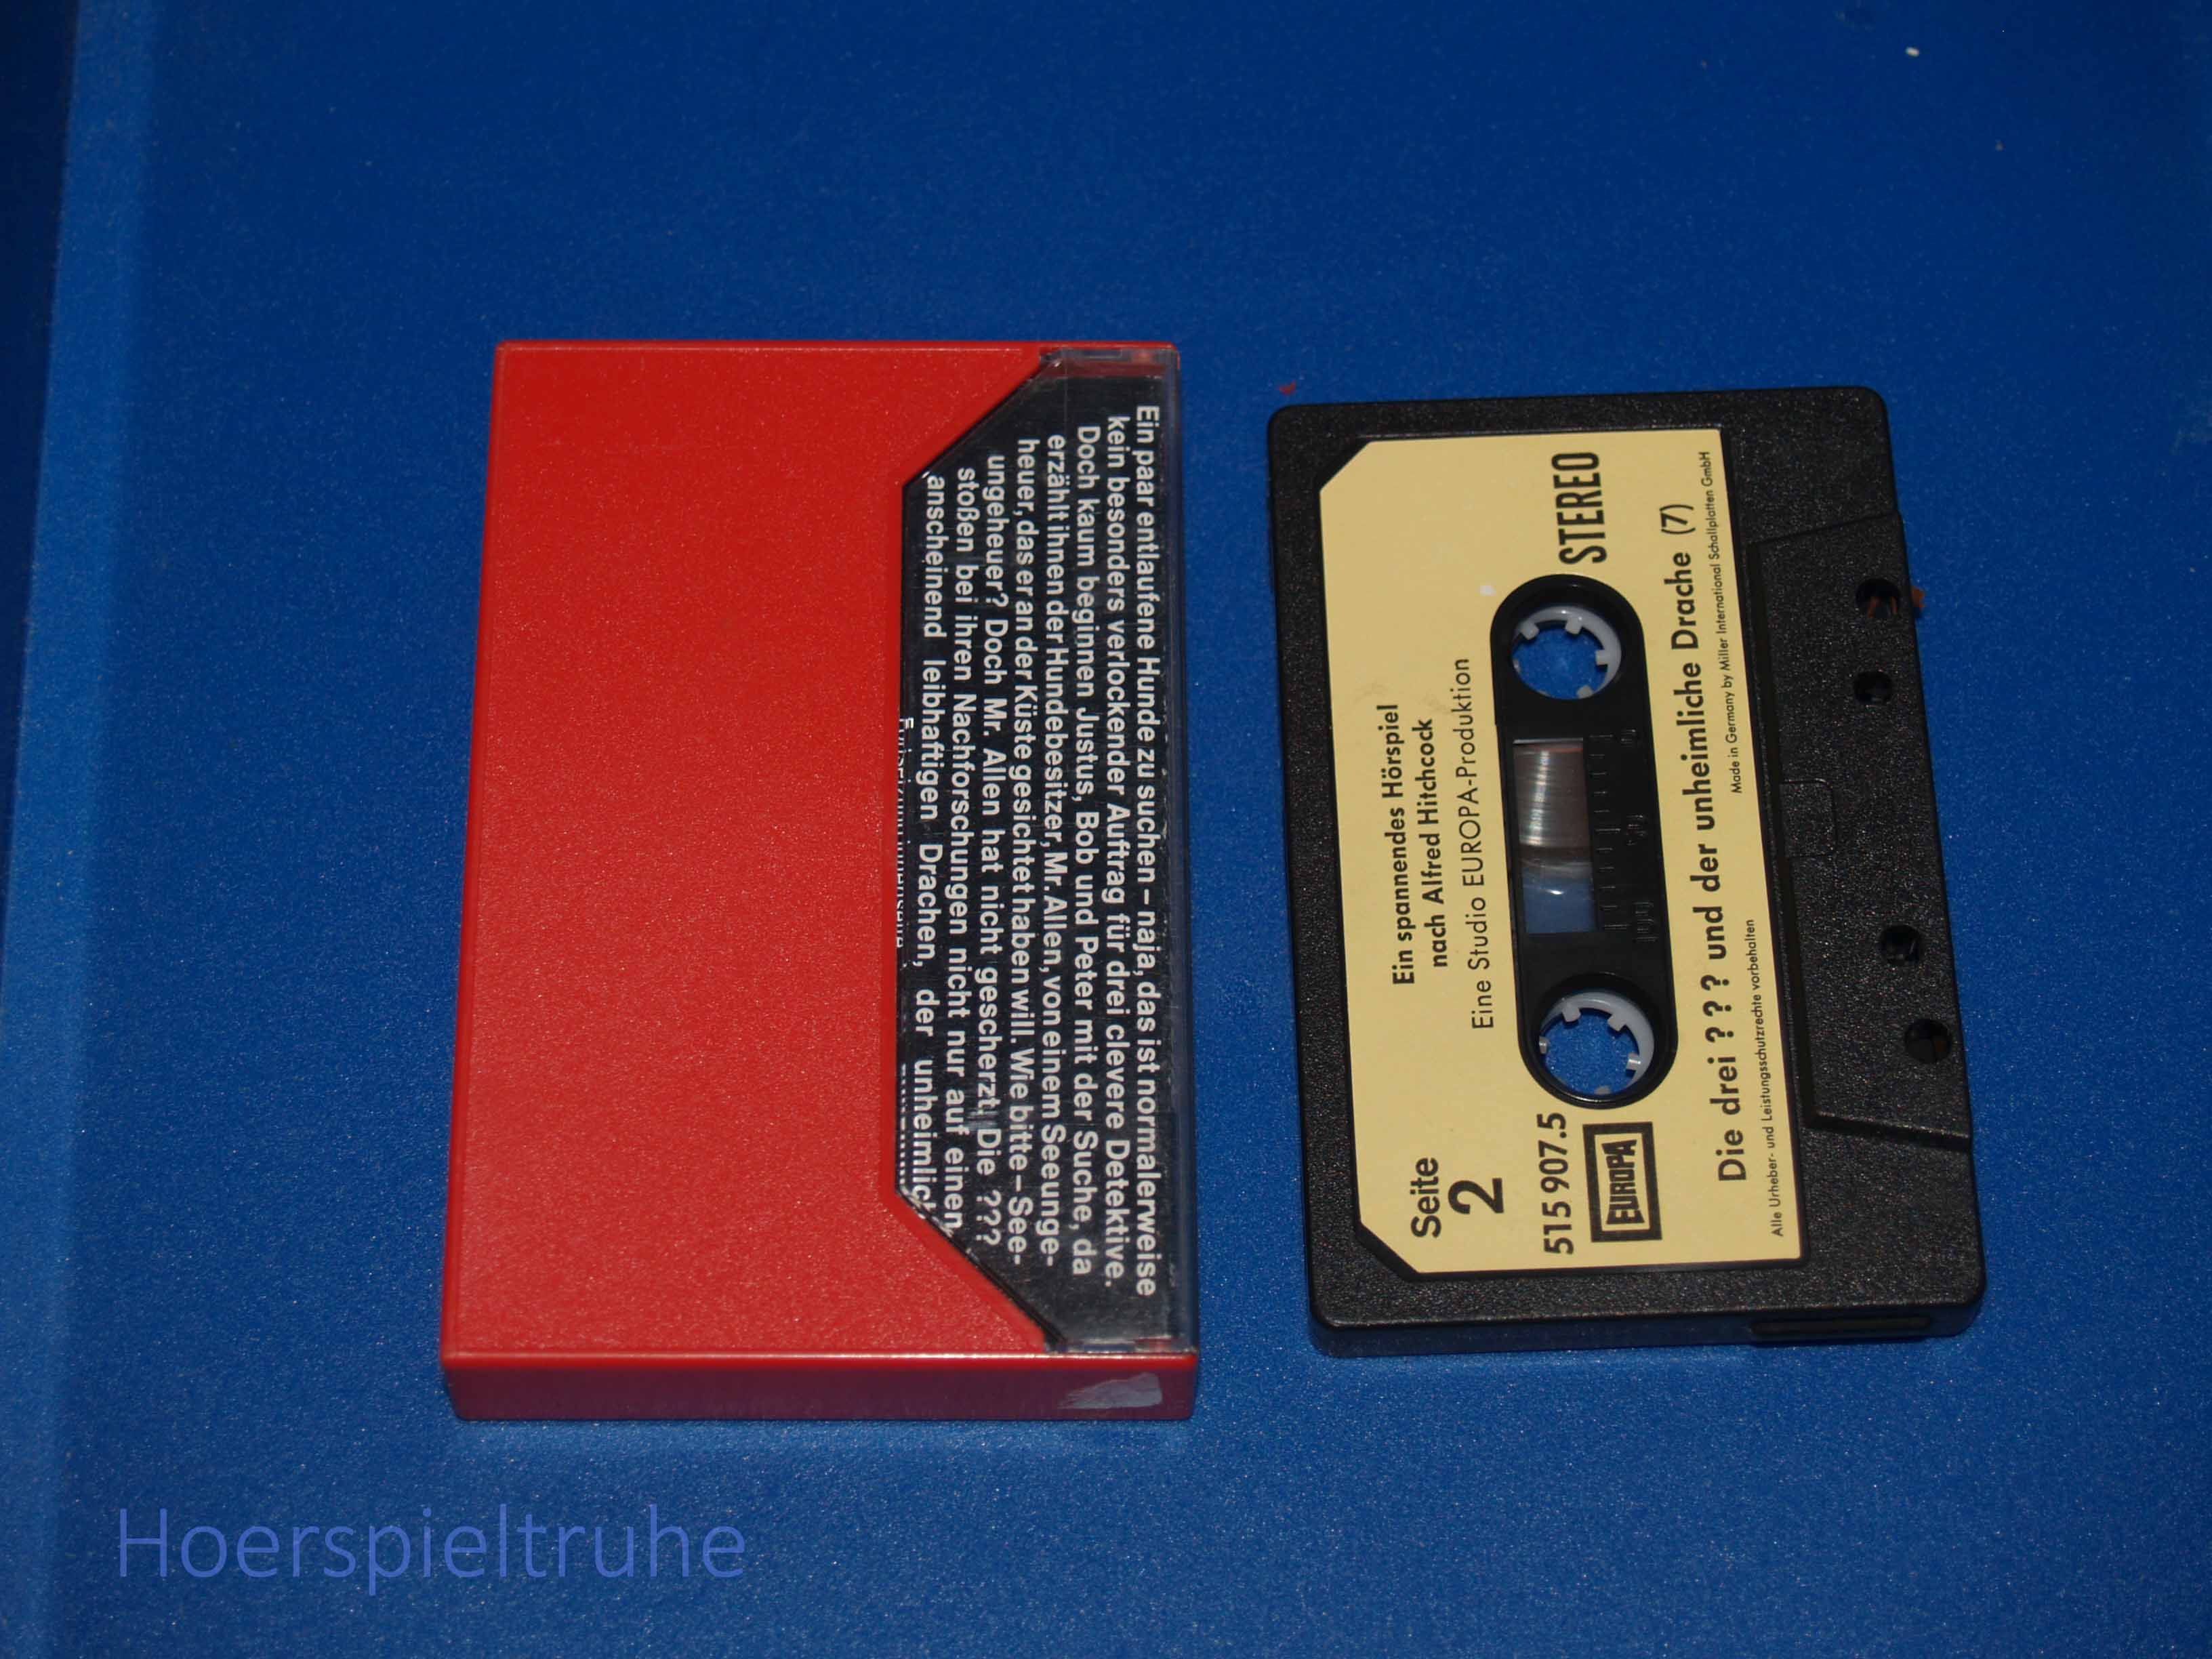 Ein paar entlaufene Hunde zu suchen – naja, das ist normalerweise
kein besonders verlockender Auftrag für drei clevere Detektive.
Doch kaum beginnen Justus, Bob und Peter mit der Suche, da
erzählt ihnen der Hundebesitzer, Mr. Allen, von einem Seeunge-
heuer, das er an der Küste gesichtet haben will. Wie bitte – See-
ungeheuer? Doch Mr. Allen hat nicht gescherzt! Die ???
stoßen bei ihren Nachforschungen nicht nur auf einen
anscheinend leibhaftigen Drachen, der unheimlich
Ein spannendes Hörspiel
nach Alfred Hitchcock
Eine Studio EUROPA-Produktion
Seite
2
STEREO
515 907.5
EUROPA
Die drei ? ? ? und der unheimliche Drache (7)
Made in Germany by Miller International Schallplatten GmbH
Alle Urheber- und Leistungsschutzrechte vorbehalten
Hoerspieltruhe